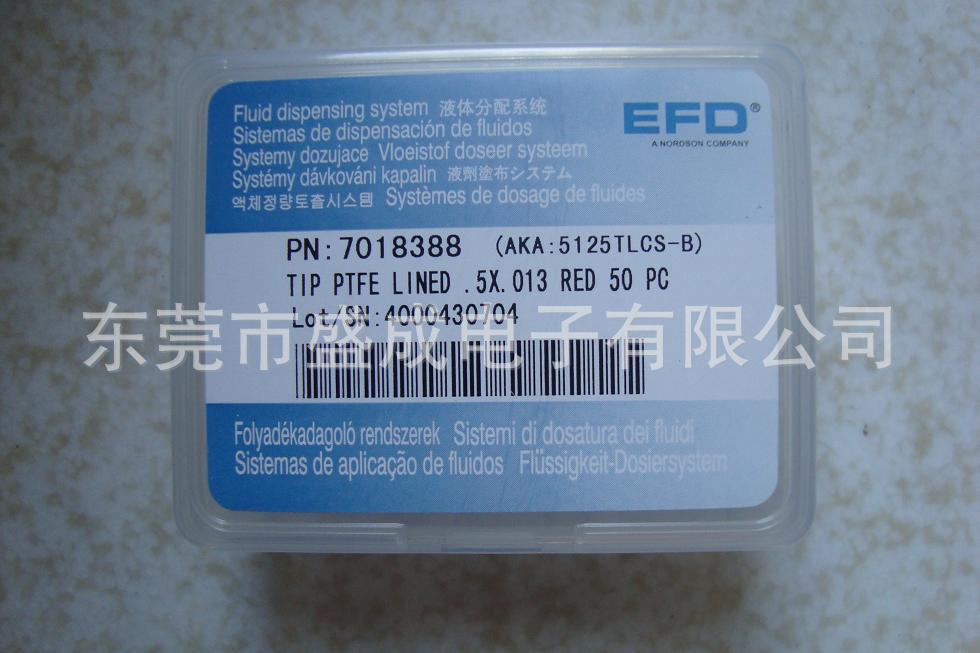 Fluid dispensing system 液体分配系统
EFD®
A NORDSON COMPANY
Sistemas de dispensación de fluidos
Systemy dozujace Vloeistof doseer systeem
Systémy dávkováni kapalin 液劑塗布システム
액체정량토출시스템 Systèmes de dosage de fluides
PN:7018388 (AKA:5125TLCS-B)
TIP PTFE LINED .5X.013 RED 50 PC
Lot/SN:4000430704
东莞市盛成电子有限公司
Folyadékadagoló rendszerek Sistemi di dosatura dei fluidi
Sistemas de aplicação de fluidos Flüssigkeit-Dosiersystem